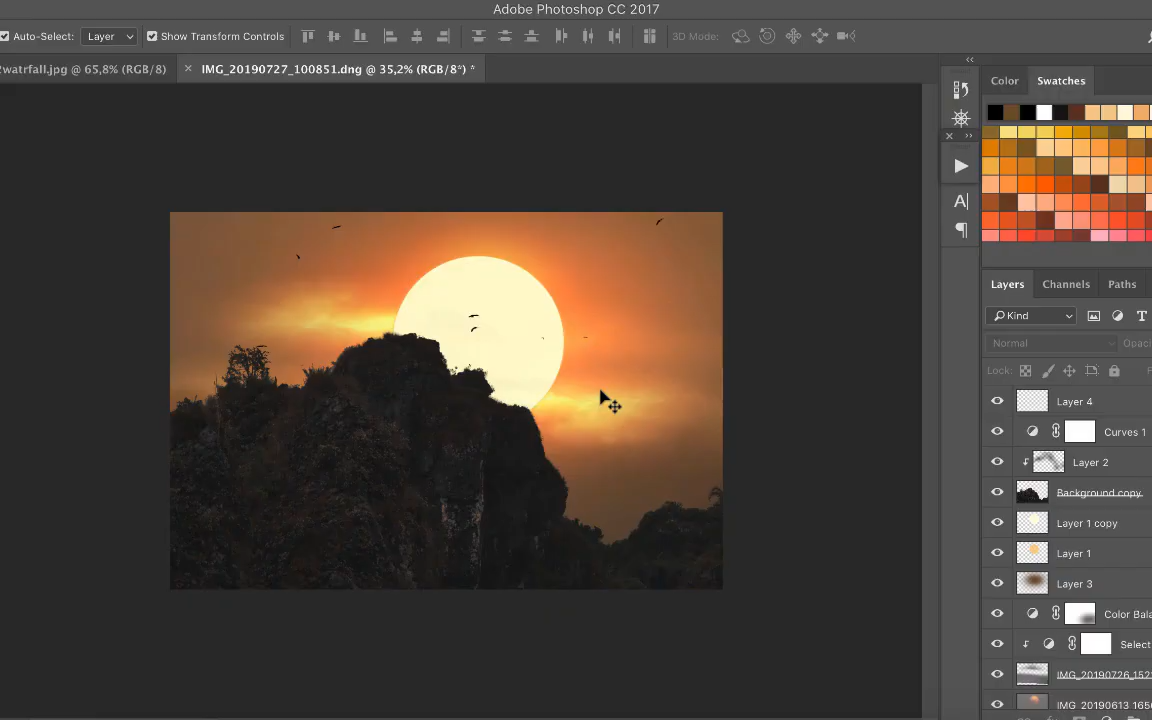 Adobe Photoshop CC 2017
Auto-Select: Layer Show Transform Controls 3D Mode:
2watrfall.jpg @ 65,8% (RGB/8) × IMG_20190727_100851.dng @ 35,2% (RGB/8*) *
Color Swatches
Layers Channels Paths
Kind
Normal Opaci
Lock:
Layer 4
Curves 1
Layer 2
Background copy
Layer 1 copy
Layer 1
Layer 3
Color Bala
Select
IMG_20190726_152
IMG_20190613_165